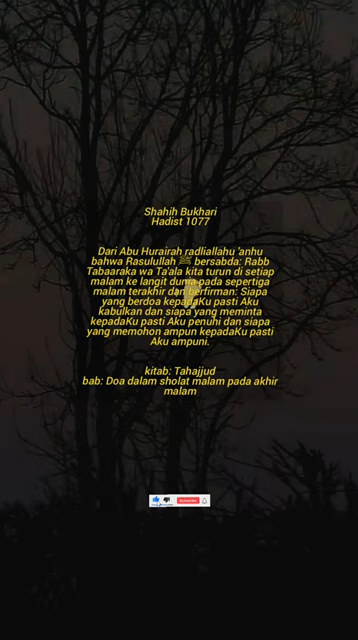 Shahih Bukhari
Hadist 1077
Dari Abu Hurairah radliallahu 'anhu
bahwa Rasulullah ﷺ bersabda: Rabb
Tabaaraka wa Ta'ala kita turun di setiap
malam ke langit dunia pada sepertiga
malam terakhir dan berfirman: Siapa
yang berdoa kepadaKu pasti Aku
kabulkan dan siapa yang meminta
kepadaKu pasti Aku penuhi dan siapa
yang memohon ampun kepadaKu pasti
Aku ampuni.
kitab: Tahajjud
bab: Doa dalam sholat malam pada akhir
malam
Subscribe